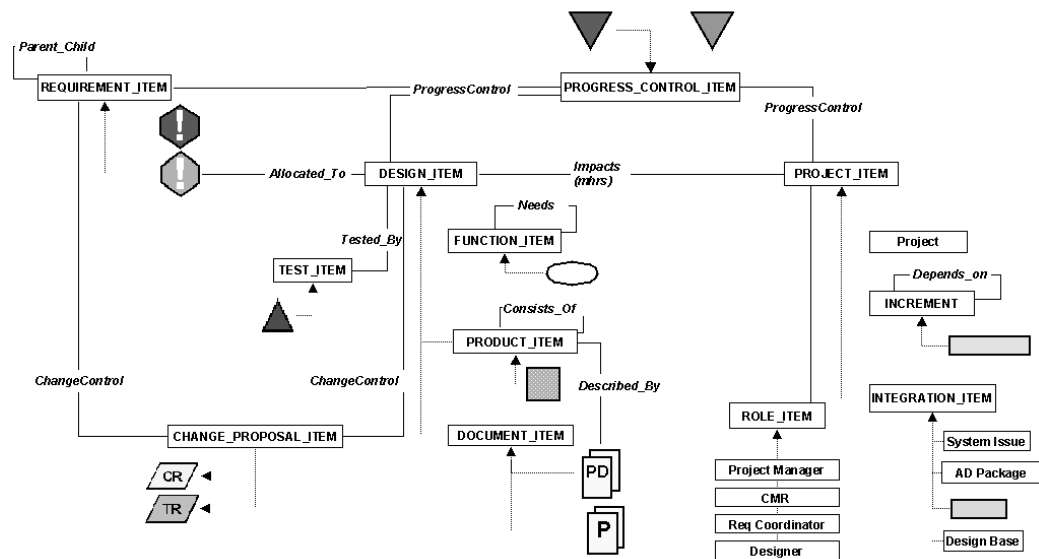 Parent_Child
REQUIREMENT_ITEM
PROGRESS_CONTROL_ITEM
ProgressControl
ProgressControl
!
!
Allocated_To
DESIGN_ITEM
Impacts
(mhrs)
PROJECT_ITEM
Needs
Tested_By
FUNCTION_ITEM
Project
TEST_ITEM
Depends_on
INCREMENT
Consists_Of
PRODUCT_ITEM
ChangeControl
ChangeControl
Described_By
INTEGRATION_ITEM
ROLE_ITEM
CHANGE_PROPOSAL_ITEM
DOCUMENT_ITEM
System Issue
CR
PD
Project Manager
AD Package
TR
CMR
P
Req Coordinator
Design Base
Designer